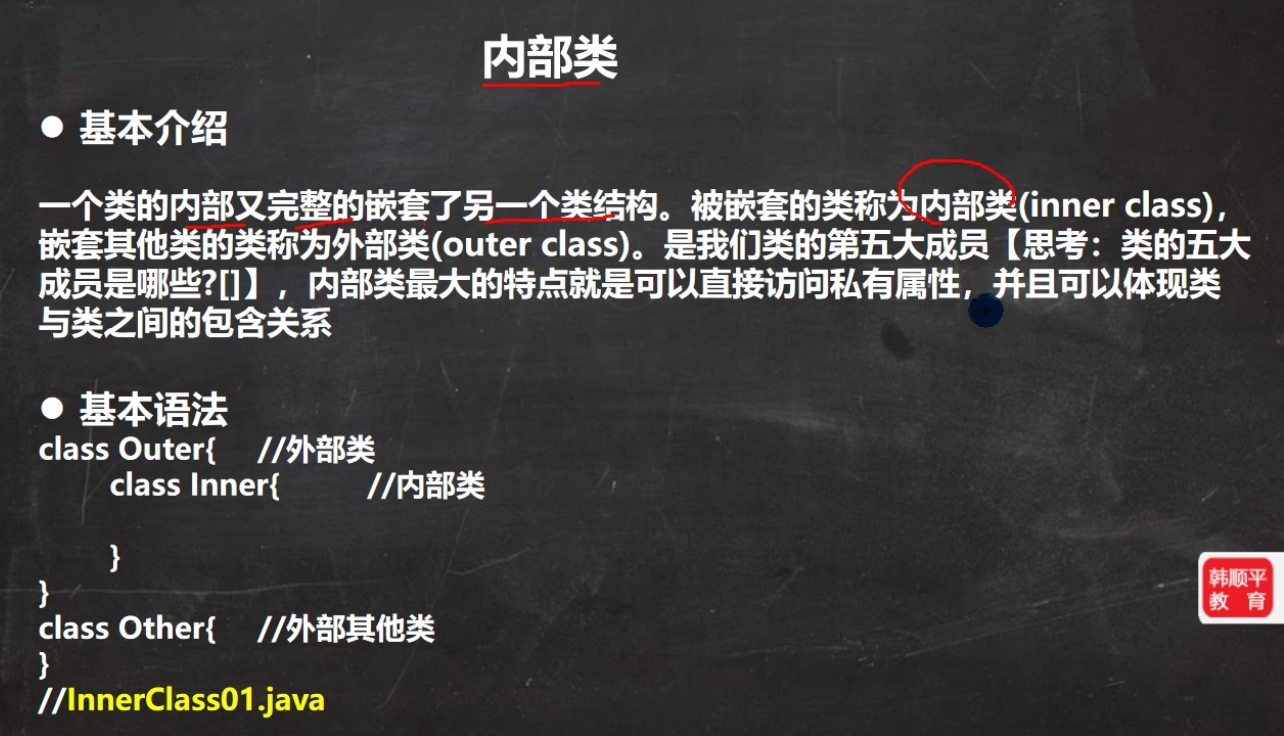 内部类
● 基本介绍
一个类的内部又完整的嵌套了另一个类结构。被嵌套的类称为内部类(inner class)，
嵌套其他类的类称为外部类(outer class)。是我们类的第五大成员【思考：类的五大
成员是哪些?[]】，内部类最大的特点就是可以直接访问私有属性，并且可以体现类
与类之间的包含关系
● 基本语法
class Outer{ //外部类
class Inner{ //内部类
}
}
class Other{ //外部其他类
}
//InnerClass01.java
韩顺平
教 育